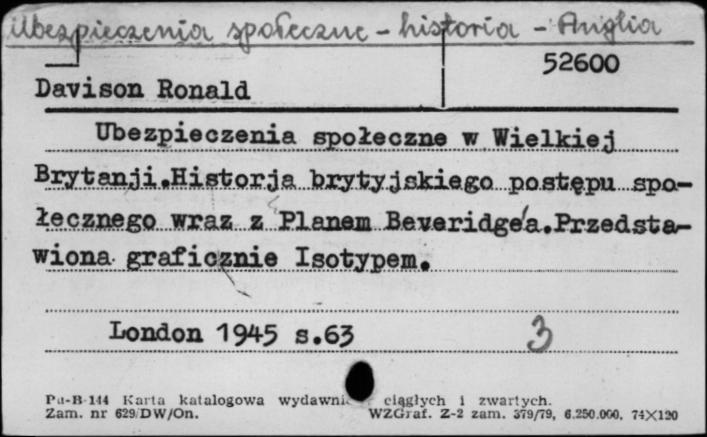 Ubezpieczenia społeczne - historia - Anglia
52600
Davison Ronald
Ubezpieczenia społeczne w Wielkiej
Brytanji.Historja brytyjskiego postępu spo-
łecznego wraz z Planem Beveridge'a.Przedsta-
wiona graficznie Isotypem.
London 1945 s.63
3
Pu-B-144 Karta katalogowa wydawnic ciągłych i zwartych.
Zam. nr 629/DW/On. WZGraf. Z-2 zam. 379/79, 6.250.000, 74X120